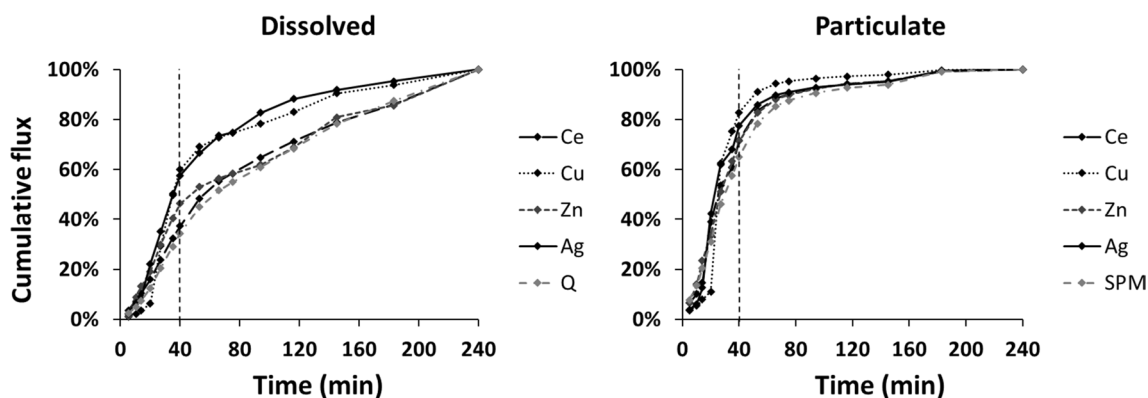 Dissolved
Cumulative flux
100%
80%
60%
40%
20%
0%
0 40 80 120 160 200 240
Time (min)
Ce
Cu
Zn
Ag
Q
Particulate
100%
80%
60%
40%
20%
0%
0 40 80 120 160 200 240
Time (min)
Ce
Cu
Zn
Ag
SPM